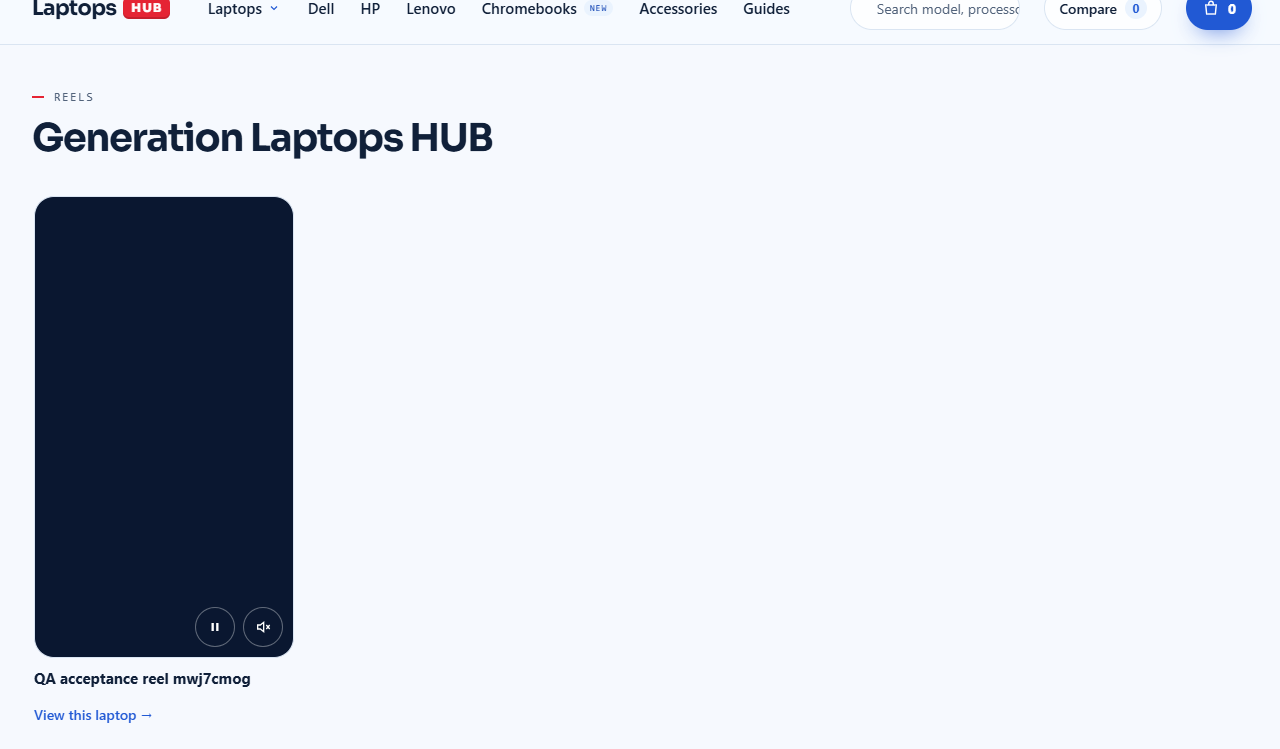 Laptops HUB
Laptops Dell HP Lenovo Chromebooks NEW Accessories Guides
Search model, process
Compare 0
0
REELS
Generation Laptops HUB
QA acceptance reel mwj7cmog
View this laptop →